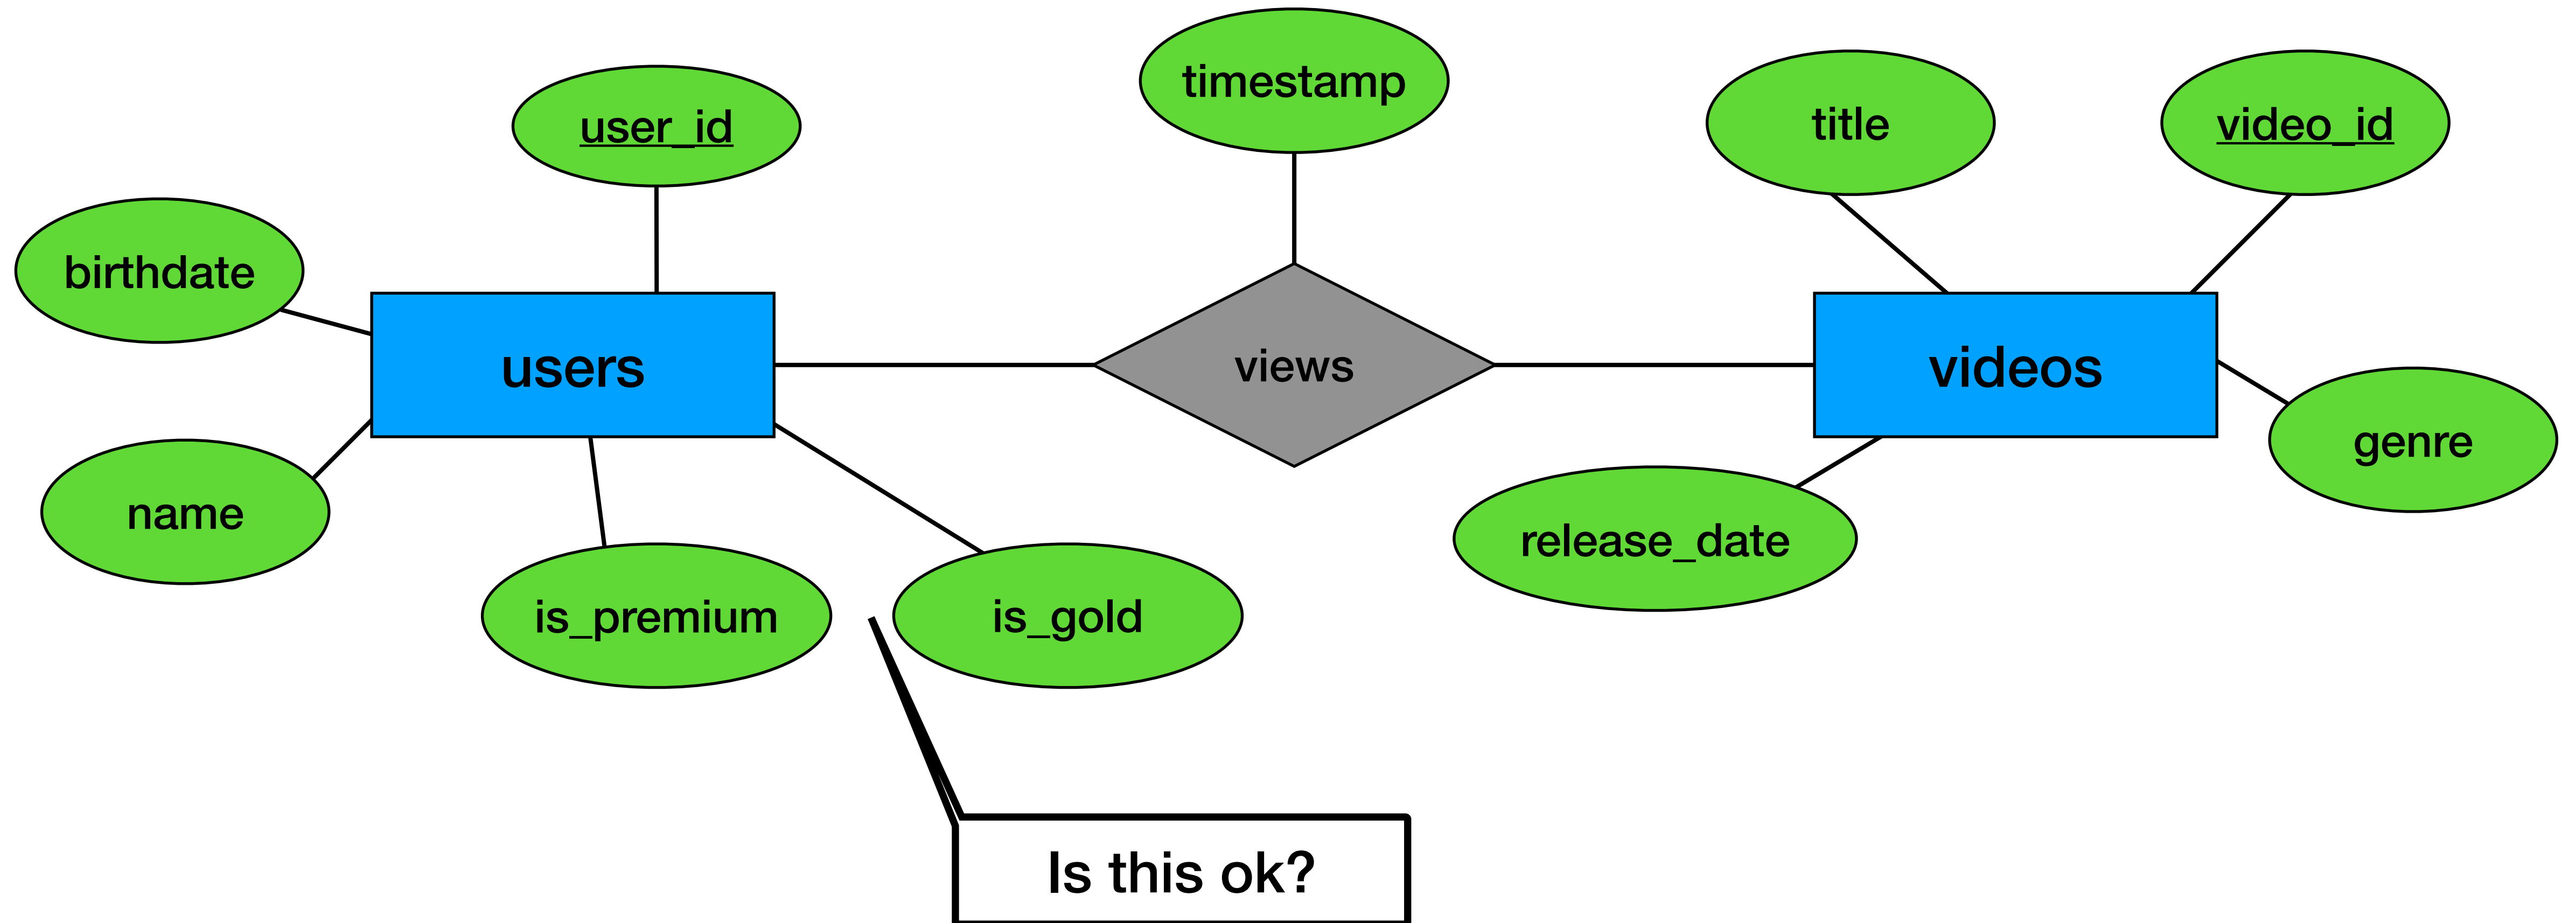 timestamp
title
video_id
user_id
birthdate
users
views
videos
genre
name
release_date
is_premium
is_gold
Is this ok?